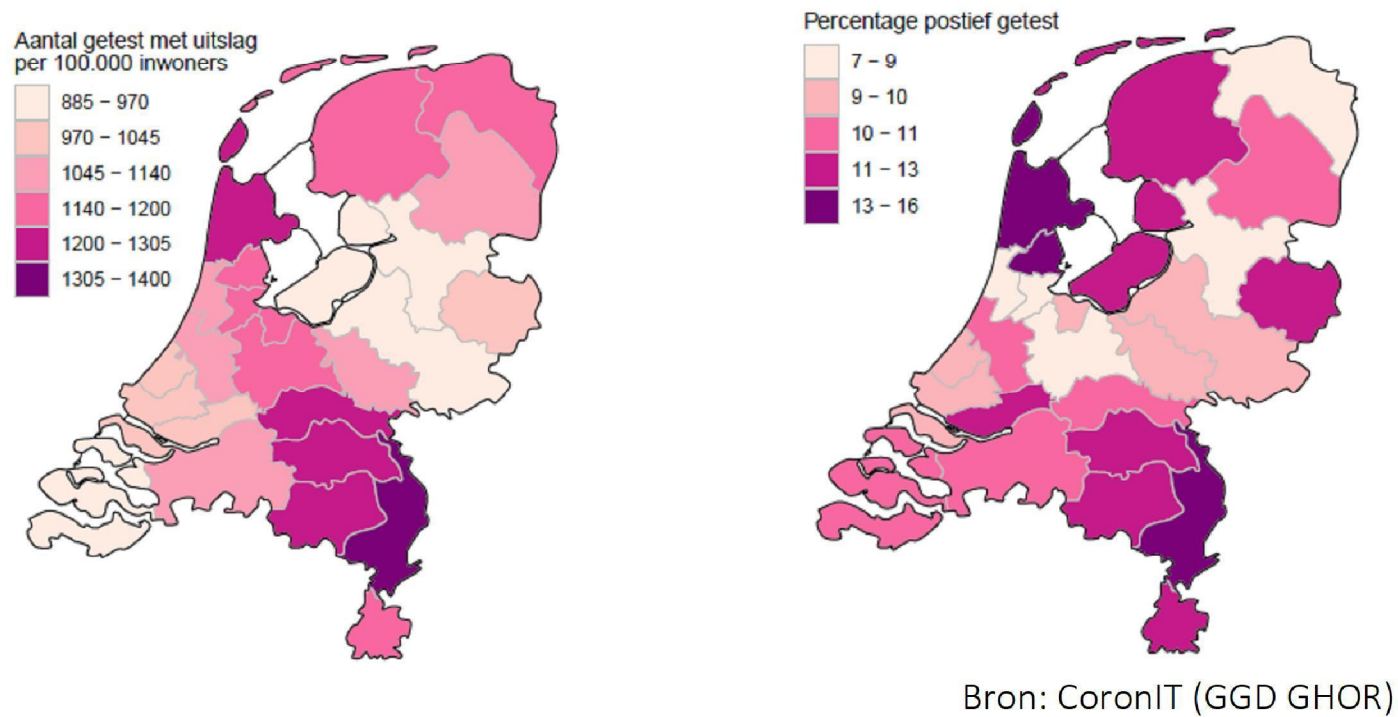 Aantal getest met uitslag
per 100.000 inwoners
885 – 970
970 – 1045
1045 – 1140
1140 – 1200
1200 – 1305
1305 – 1400
Percentage postief getest
7 – 9
9 – 10
10 – 11
11 – 13
13 – 16
Bron: CoronIT (GGD GHOR)